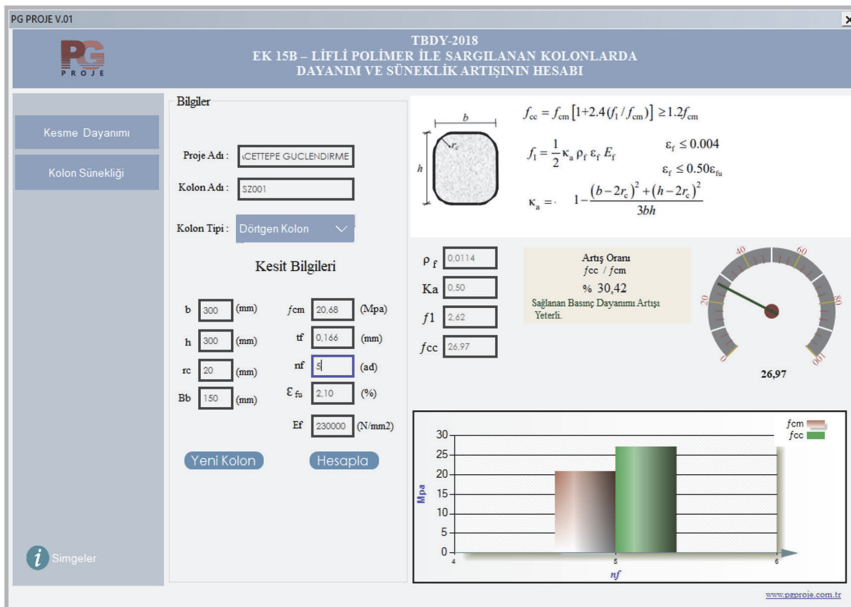 PG PROJE V.01
PG
PROJE
TBDY-2018
EK 15B – LİFLİ POLİMER İLE SARGILANAN KOLONLARDA
DAYANIM VE SÜNEKLİK ARTIŞININ HESABI
Kesme Dayanımı
Kolon Sünekliği
Simgeler
Bilgiler
Proje Adı : CETTEPE GUCLENDIRME
Kolon Adı : SZ001
Kolon Tipi : Dörtgen Kolon
Kesit Bilgileri
b 300 (mm) fcm 20,68 (Mpa)
h 300 (mm) tf 0,166 (mm)
rc 20 (mm) nf 5 (ad)
Bb 150 (mm) εfu 2,10 (%)
Ef 230000 (N/mm2)
Yeni Kolon Hesapla
b
h
rc
fcc = fcm [1+2.4(f1 / fcm)] ≥ 1.2fcm
f1 = 1/2 κa ρf εf Ef εf ≤ 0.004
εf ≤ 0.50εfu
κa = 1 − ((b − 2rc)² + (h − 2rc)²) / 3bh
ρf 0,0114
Ka 0,50
f1 2,62
fcc 26,97
Artış Oranı
fcc / fcm
% 30,42
Sağlanan Basınç Dayanımı Artışı
Yeterli.
0 20 40 60 80 100
26,97
fcm
fcc
Mpa
30
25
20
15
10
5
0
4 5 6
nf
www.pgproje.com.tr